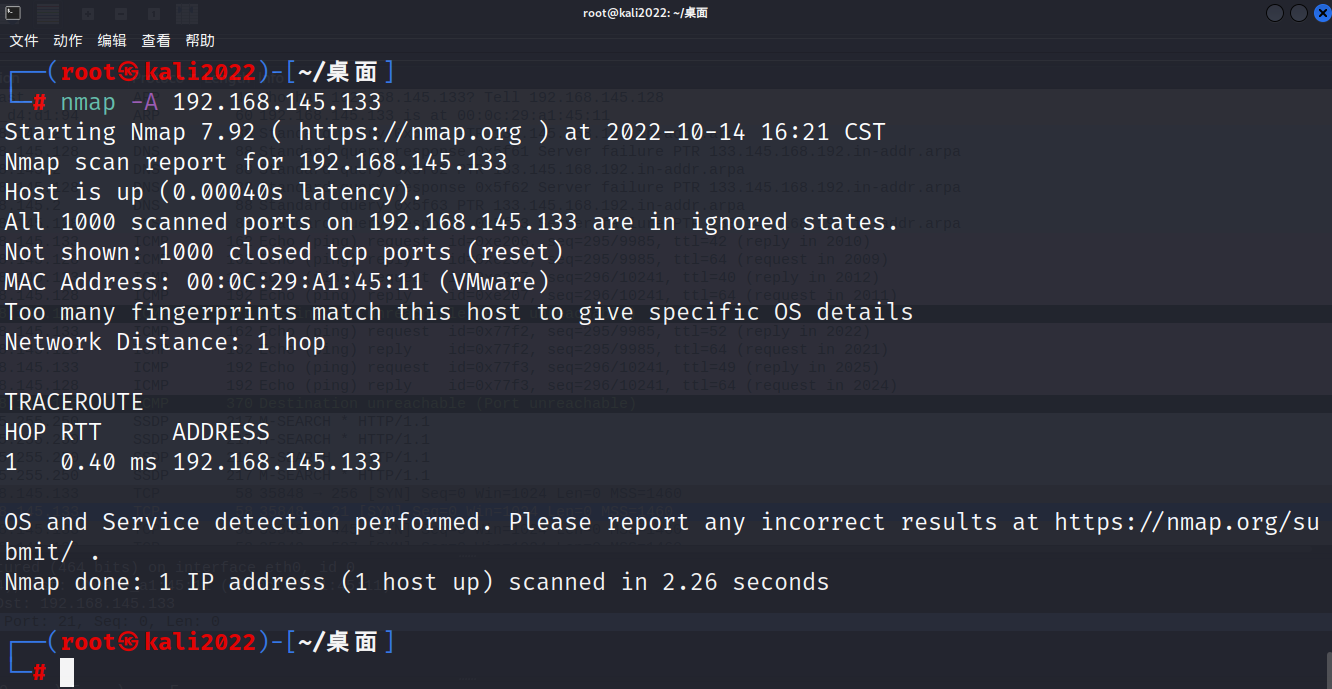 root@kali2022: ~/桌面
文件 动作 编辑 查看 帮助
┌──(root㉿kali2022)-[~/桌面]
└─# nmap -A 192.168.145.133
Starting Nmap 7.92 ( https://nmap.org ) at 2022-10-14 16:21 CST
Nmap scan report for 192.168.145.133
Host is up (0.00040s latency).
All 1000 scanned ports on 192.168.145.133 are in ignored states.
Not shown: 1000 closed tcp ports (reset)
MAC Address: 00:0C:29:A1:45:11 (VMware)
Too many fingerprints match this host to give specific OS details
Network Distance: 1 hop
TRACEROUTE
HOP RTT     ADDRESS
1   0.40 ms 192.168.145.133
OS and Service detection performed. Please report any incorrect results at https://nmap.org/su
bmit/ .
Nmap done: 1 IP address (1 host up) scanned in 2.26 seconds
┌──(root㉿kali2022)-[~/桌面]
└─#